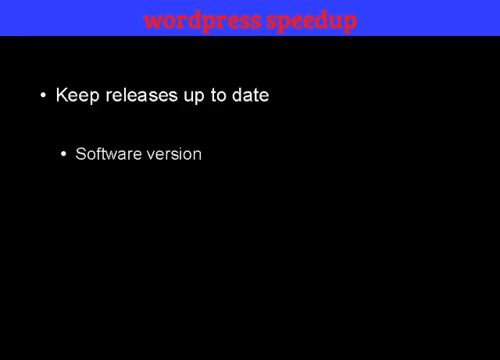 wordpress speedup
• Keep releases up to date
• Software version